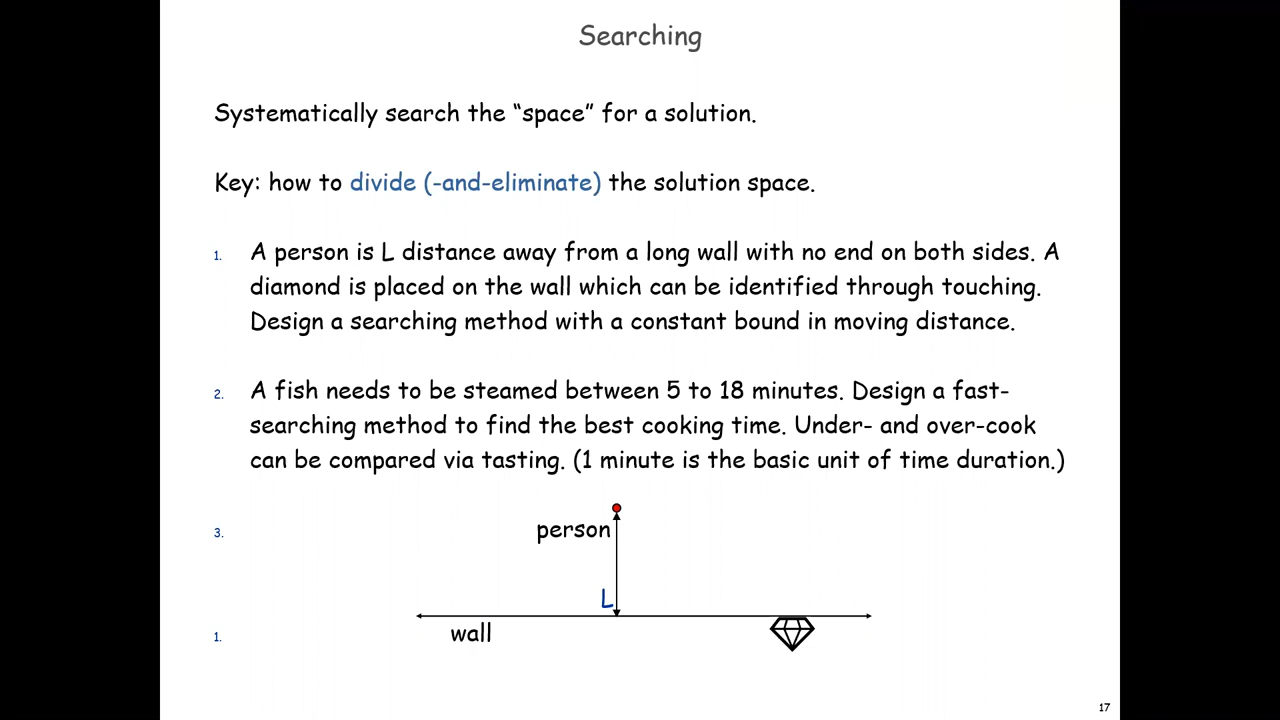 Searching
Systematically search the “space” for a solution.
Key: how to divide (-and-eliminate) the solution space.
1. A person is L distance away from a long wall with no end on both sides. A
diamond is placed on the wall which can be identified through touching.
Design a searching method with a constant bound in moving distance.
2. A fish needs to be steamed between 5 to 18 minutes. Design a fast-
searching method to find the best cooking time. Under- and over-cook
can be compared via tasting. (1 minute is the basic unit of time duration.)
3.
person
L
wall
1.
17